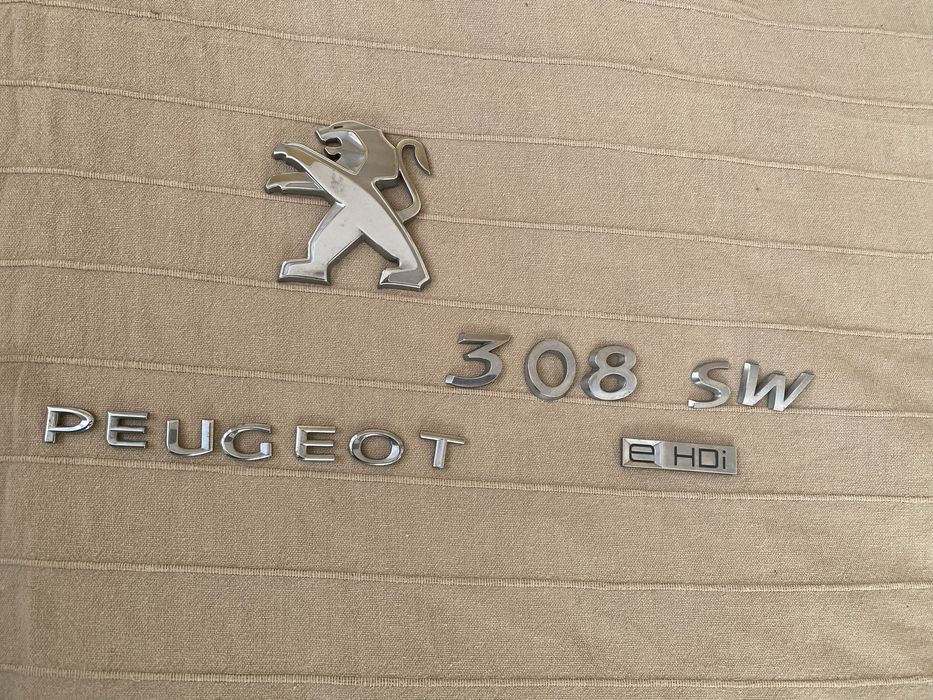 308 SW
PEUGEOT
e HDi